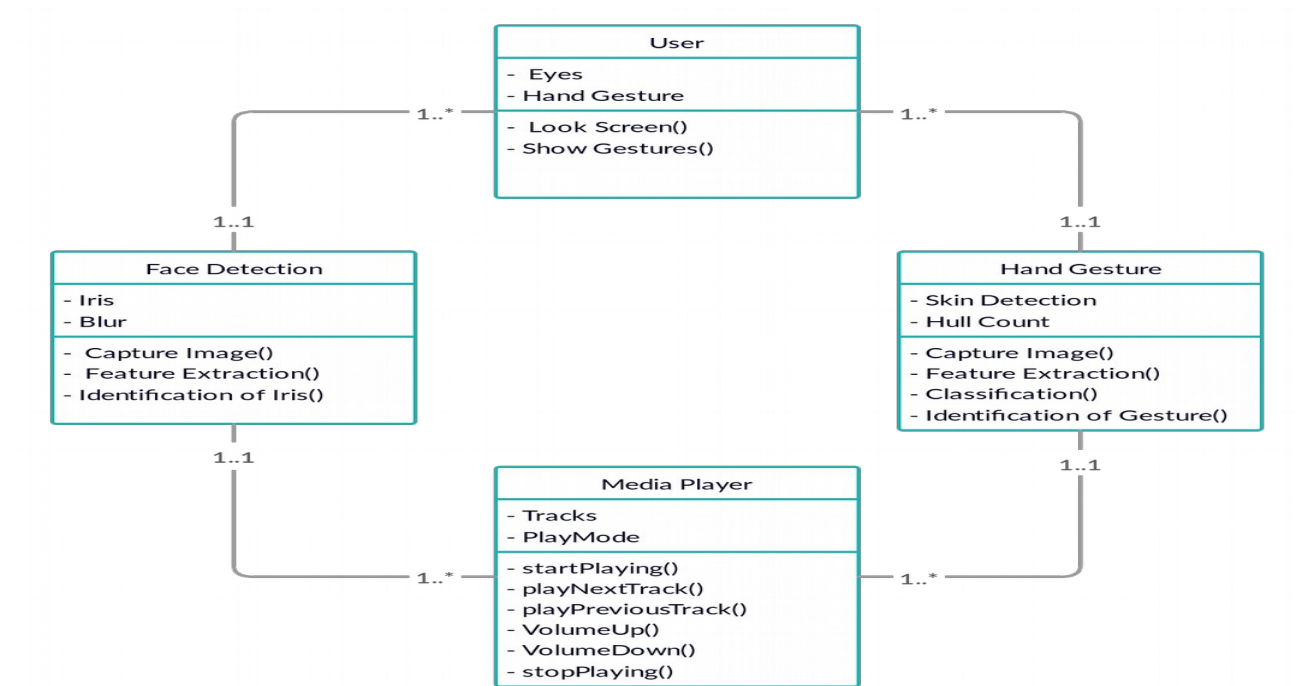 User
- Eyes
- Hand Gesture
- Look Screen()
- Show Gestures()
1..*
1..*
1..1
1..1
Face Detection
- Iris
- Blur
- Capture Image()
- Feature Extraction()
- Identification of Iris()
Hand Gesture
- Skin Detection
- Hull Count
- Capture Image()
- Feature Extraction()
- Classification()
- Identification of Gesture()
1..1
1..1
Media Player
- Tracks
- PlayMode
- startPlaying()
- playNextTrack()
- playPreviousTrack()
- VolumeUp()
- VolumeDown()
- stopPlaying()
1..*
1..*